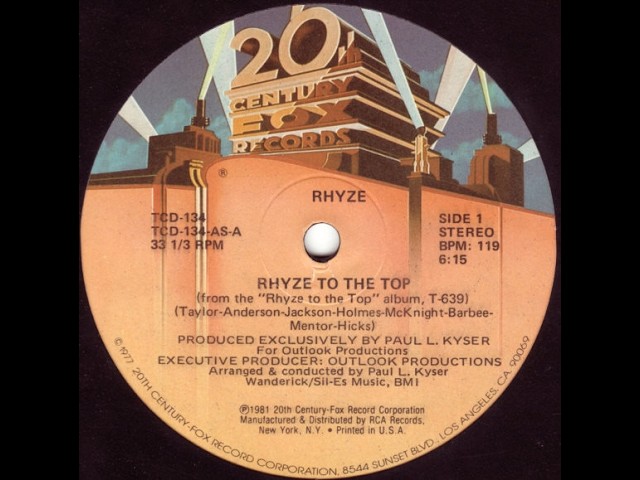 20th
CENTURY
FOX
RECORDS
®
RHYZE
TCD-134
TCD-134-AS-A
33 1/3 RPM
SIDE 1
STEREO
BPM: 119
6:15
RHYZE TO THE TOP
(from the "Rhyze to the Top" album, T-639)
(Taylor-Anderson-Jackson-Holmes-McKnight-Barbee-
Mentor-Hicks)
PRODUCED EXCLUSIVELY BY PAUL L. KYSER
For Outlook Productions
EXECUTIVE PRODUCER: OUTLOOK PRODUCTIONS
Arranged & conducted by Paul L. Kyser
Wanderick/Sil-Es Music, BMI
℗1981 20th Century-Fox Record Corporation
Manufactured & Distributed by RCA Records,
New York, N.Y. • Printed in U.S.A.
©1977, 20TH CENTURY-FOX RECORD CORPORATION, 8544 SUNSET BLVD., LOS ANGELES, CA. 90069